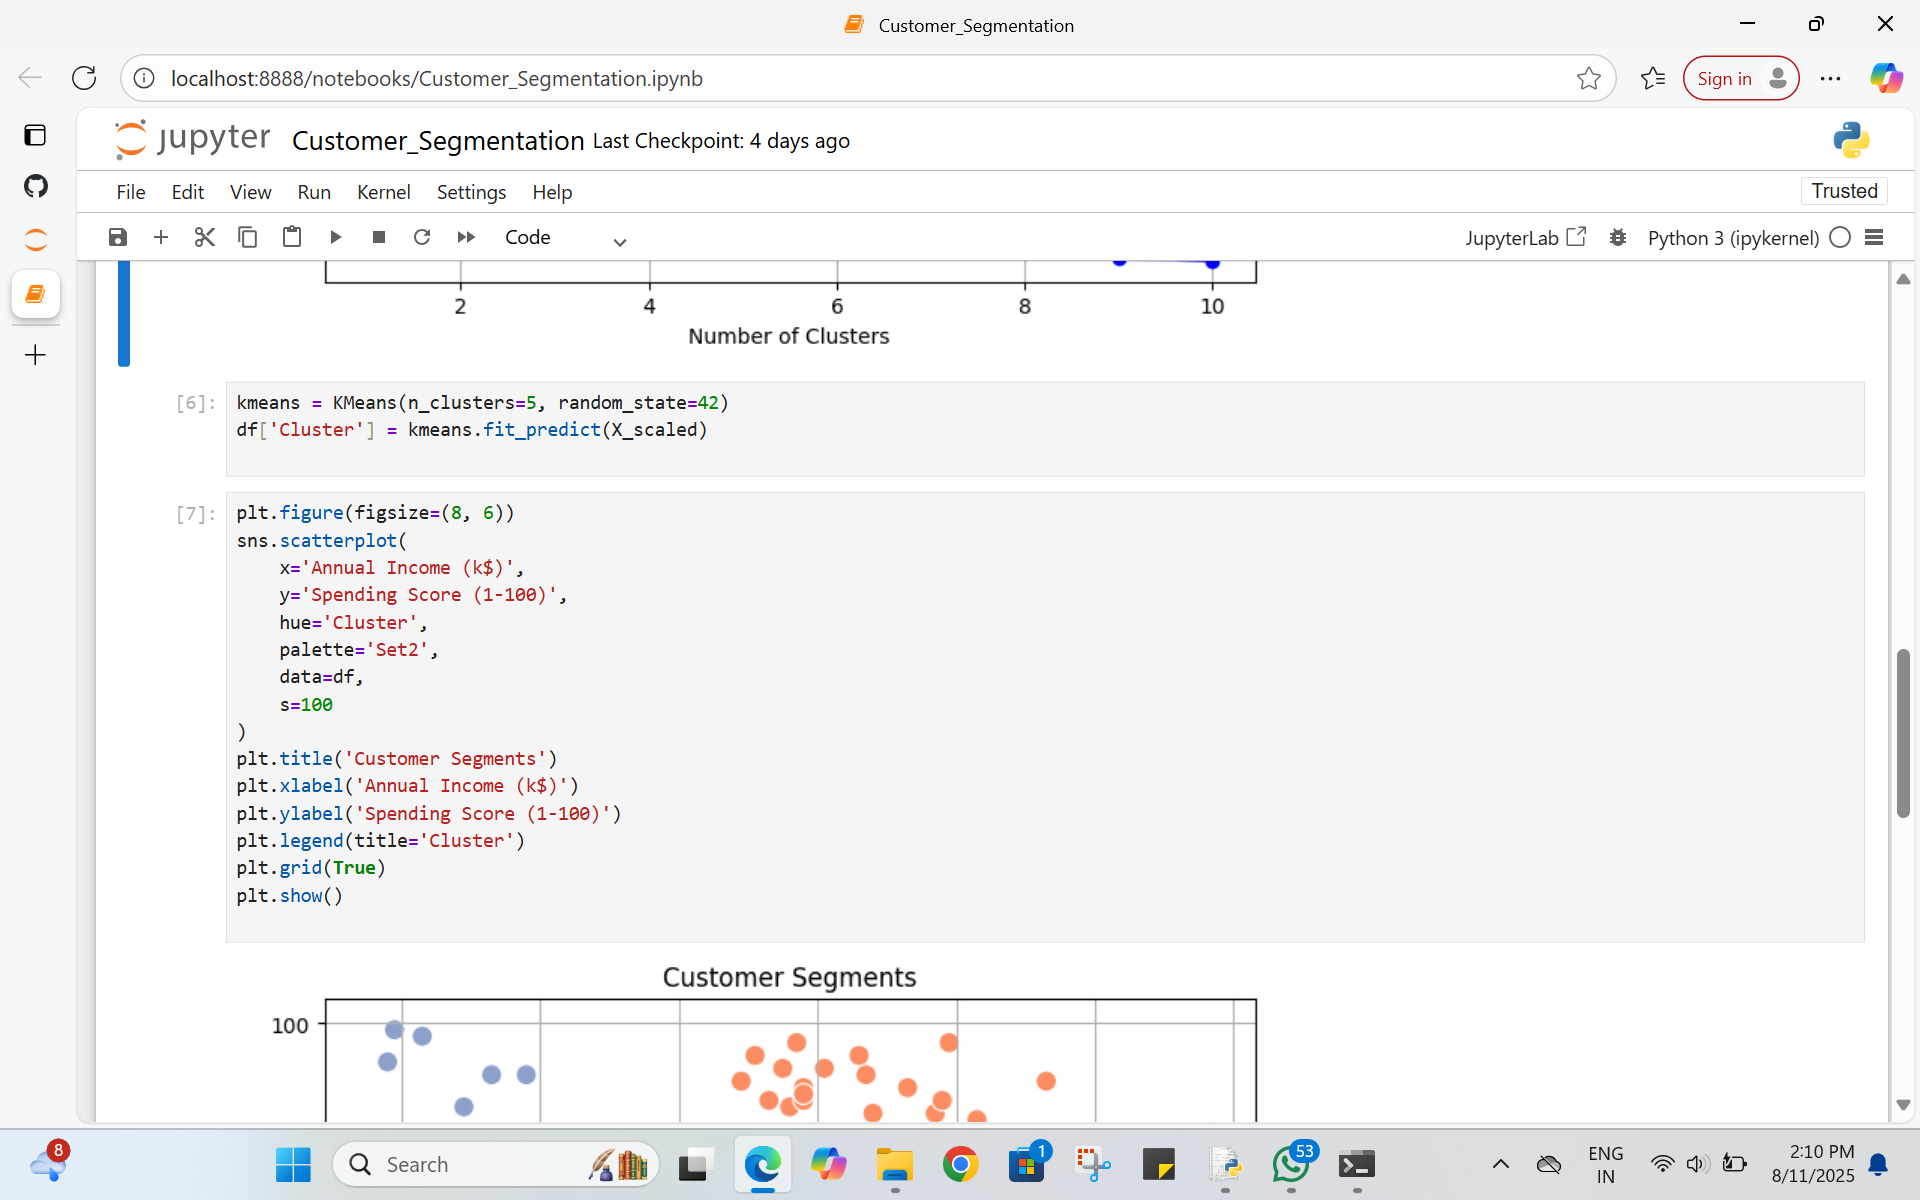 Customer_Segmentation
localhost:8888/notebooks/Customer_Segmentation.ipynb
Sign in
jupyter Customer_Segmentation Last Checkpoint: 4 days ago
File Edit View Run Kernel Settings Help
Trusted
Code
JupyterLab
Python 3 (ipykernel)
2 4 6 8 10
Number of Clusters
[6]:
kmeans = KMeans(n_clusters=5, random_state=42)
df['Cluster'] = kmeans.fit_predict(X_scaled)
[7]:
plt.figure(figsize=(8, 6))
sns.scatterplot(
    x='Annual Income (k$)',
    y='Spending Score (1-100)',
    hue='Cluster',
    palette='Set2',
    data=df,
    s=100
)
plt.title('Customer Segments')
plt.xlabel('Annual Income (k$)')
plt.ylabel('Spending Score (1-100)')
plt.legend(title='Cluster')
plt.grid(True)
plt.show()
Customer Segments
100
8
Search
1
53
ENG
IN
2:10 PM
8/11/2025